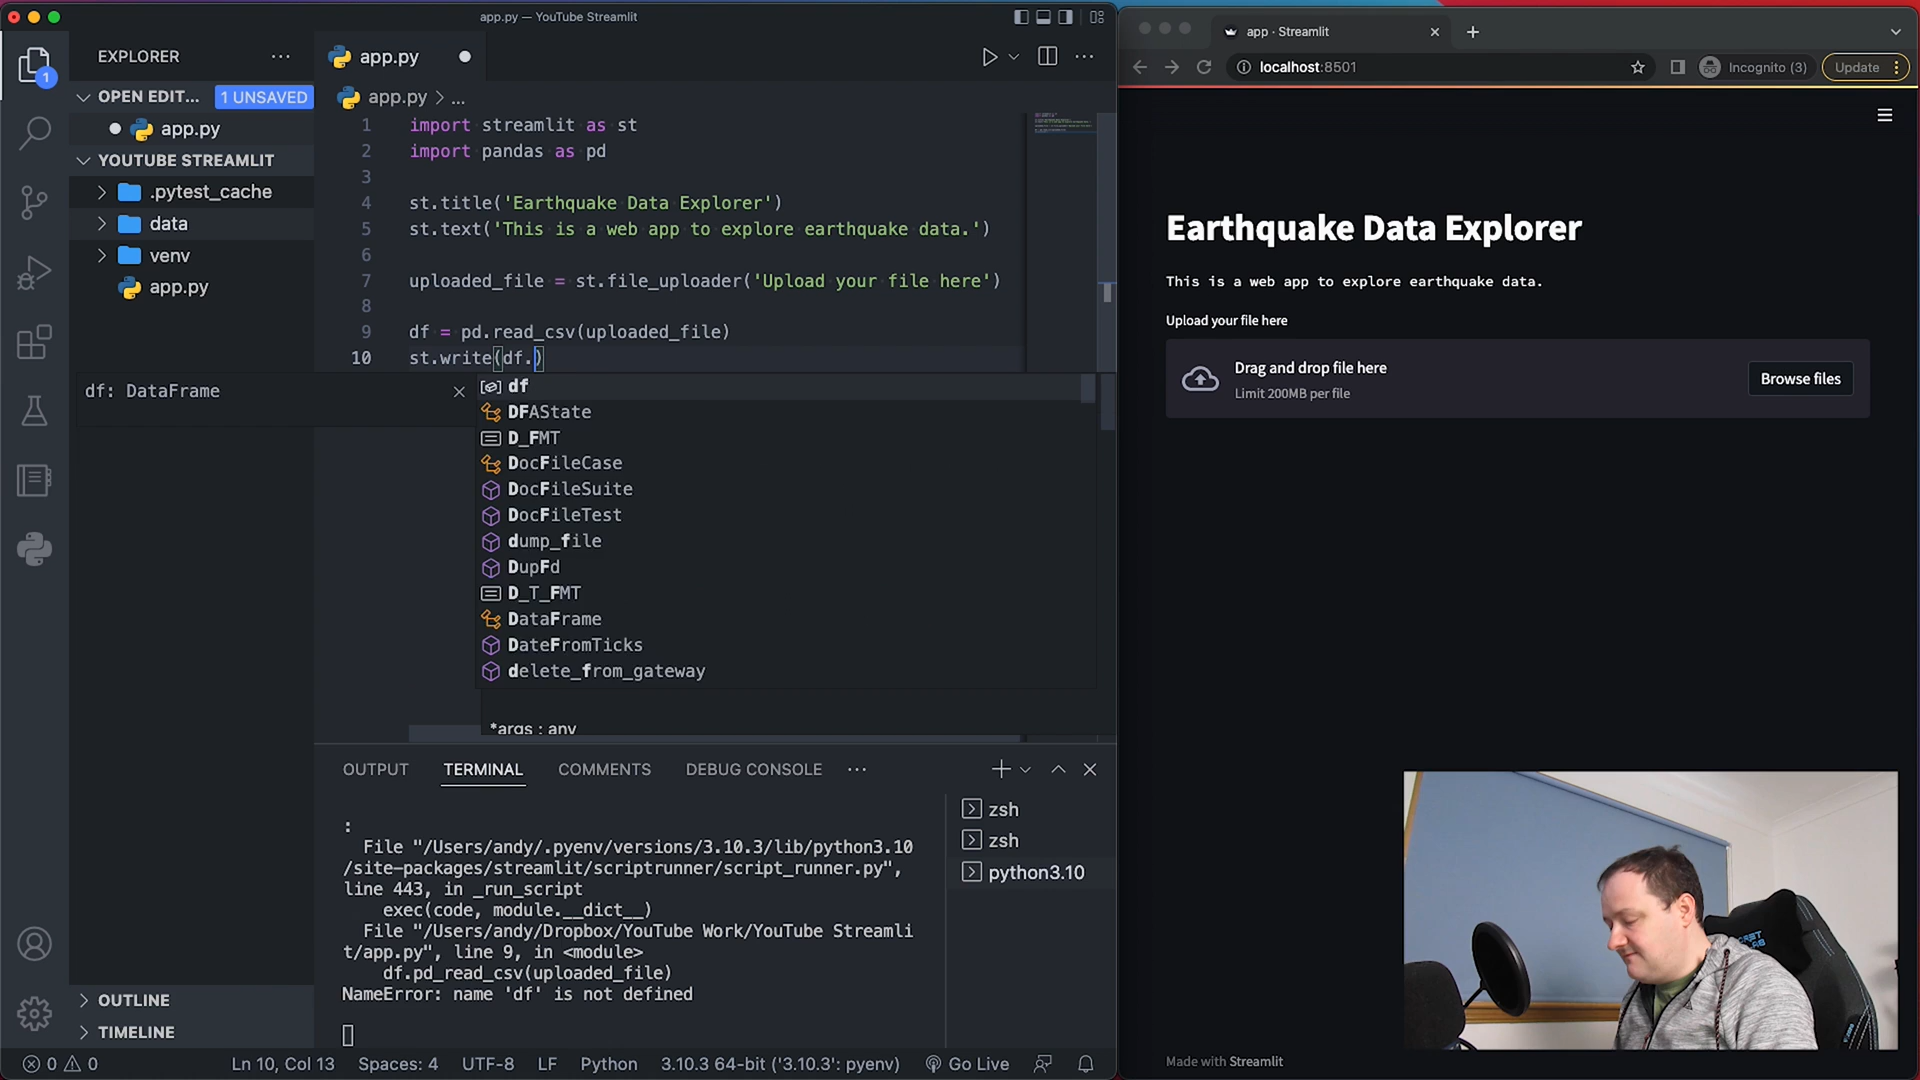 app.py — YouTube Streamlit
EXPLORER
1
OPEN EDIT...
1 UNSAVED
app.py
YOUTUBE STREAMLIT
.pytest_cache
data
venv
app.py
app.py
app.py > ...
1 import streamlit as st
2 import pandas as pd
3
4 st.title('Earthquake Data Explorer')
5 st.text('This is a web app to explore earthquake data.')
6
7 uploaded_file = st.file_uploader('Upload your file here')
8
9 df = pd.read_csv(uploaded_file)
10 st.write(df.)
df: DataFrame
df
DFAState
D_FMT
DocFileCase
DocFileSuite
DocFileTest
dump_file
DupFd
D_T_FMT
DataFrame
DateFromTicks
delete_from_gateway
*args : any
OUTPUT TERMINAL COMMENTS DEBUG CONSOLE
:
File "/Users/andy/.pyenv/versions/3.10.3/lib/python3.10
/site-packages/streamlit/scriptrunner/script_runner.py",
line 443, in _run_script
exec(code, module.__dict__)
File "/Users/andy/Dropbox/YouTube Work/YouTube Streamli
t/app.py", line 9, in <module>
df.pd_read_csv(uploaded_file)
NameError: name 'df' is not defined
zsh
zsh
python3.10
OUTLINE
TIMELINE
0 0
Ln 10, Col 13 Spaces: 4 UTF-8 LF Python 3.10.3 64-bit ('3.10.3': pyenv) Go Live
app · Streamlit
localhost:8501
Incognito (3)
Update
Earthquake Data Explorer
This is a web app to explore earthquake data.
Upload your file here
Drag and drop file here
Limit 200MB per file
Browse files
Made with Streamlit